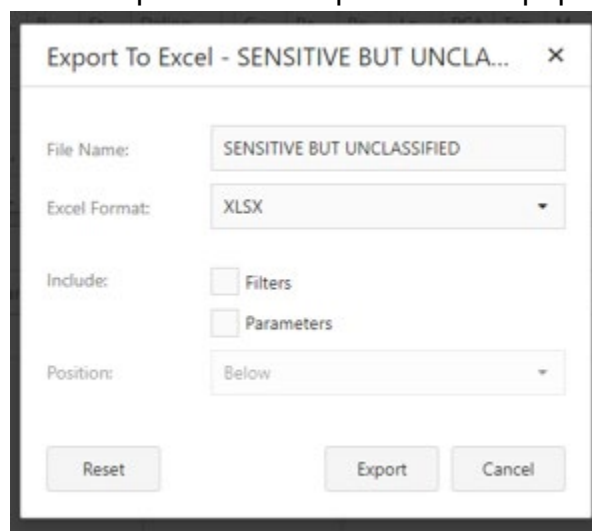 Export To Excel - SENSITIVE BUT UNCLA... ×
File Name: SENSITIVE BUT UNCLASSIFIED
Excel Format: XLSX
Include: Filters
Parameters
Position: Below
Reset Export Cancel